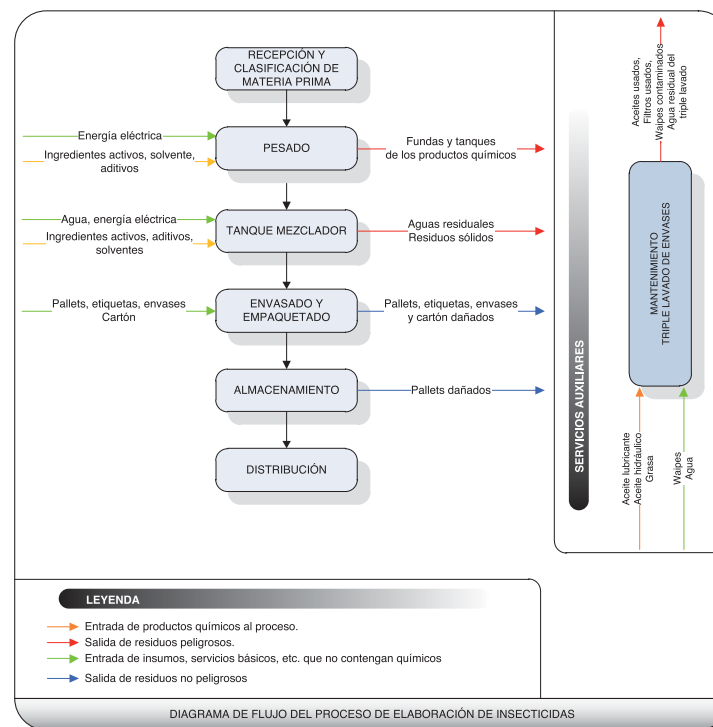 RECEPCIÓN Y
CLASIFICACIÓN DE
MATERIA PRIMA
Energía eléctrica
Ingredientes activos, solvente,
aditivos
PESADO
Fundas y tanques
de los productos químicos
Agua, energía eléctrica
Ingredientes activos, aditivos,
solventes
TANQUE MEZCLADOR
Aguas residuales
Residuos sólidos
Pallets, etiquetas, envases
Cartón
ENVASADO Y
EMPAQUETADO
Pallets, etiquetas, envases
y cartón dañados
ALMACENAMIENTO
Pallets dañados
DISTRIBUCIÓN
SERVICIOS AUXILIARES
Aceites usados,
Filtros usados,
Waipes contaminados
Agua residual del
triple lavado
MANTENIMIENTO
TRIPLE LAVADO DE ENVASES
Aceite lubricante
Aceite hidráulico
Grasa
Waipes
Agua
LEYENDA
Entrada de productos químicos al proceso.
Salida de residuos peligrosos.
Entrada de insumos, servicios básicos, etc. que no contengan químicos
Salida de residuos no peligrosos
DIAGRAMA DE FLUJO DEL PROCESO DE ELABORACIÓN DE INSECTICIDAS